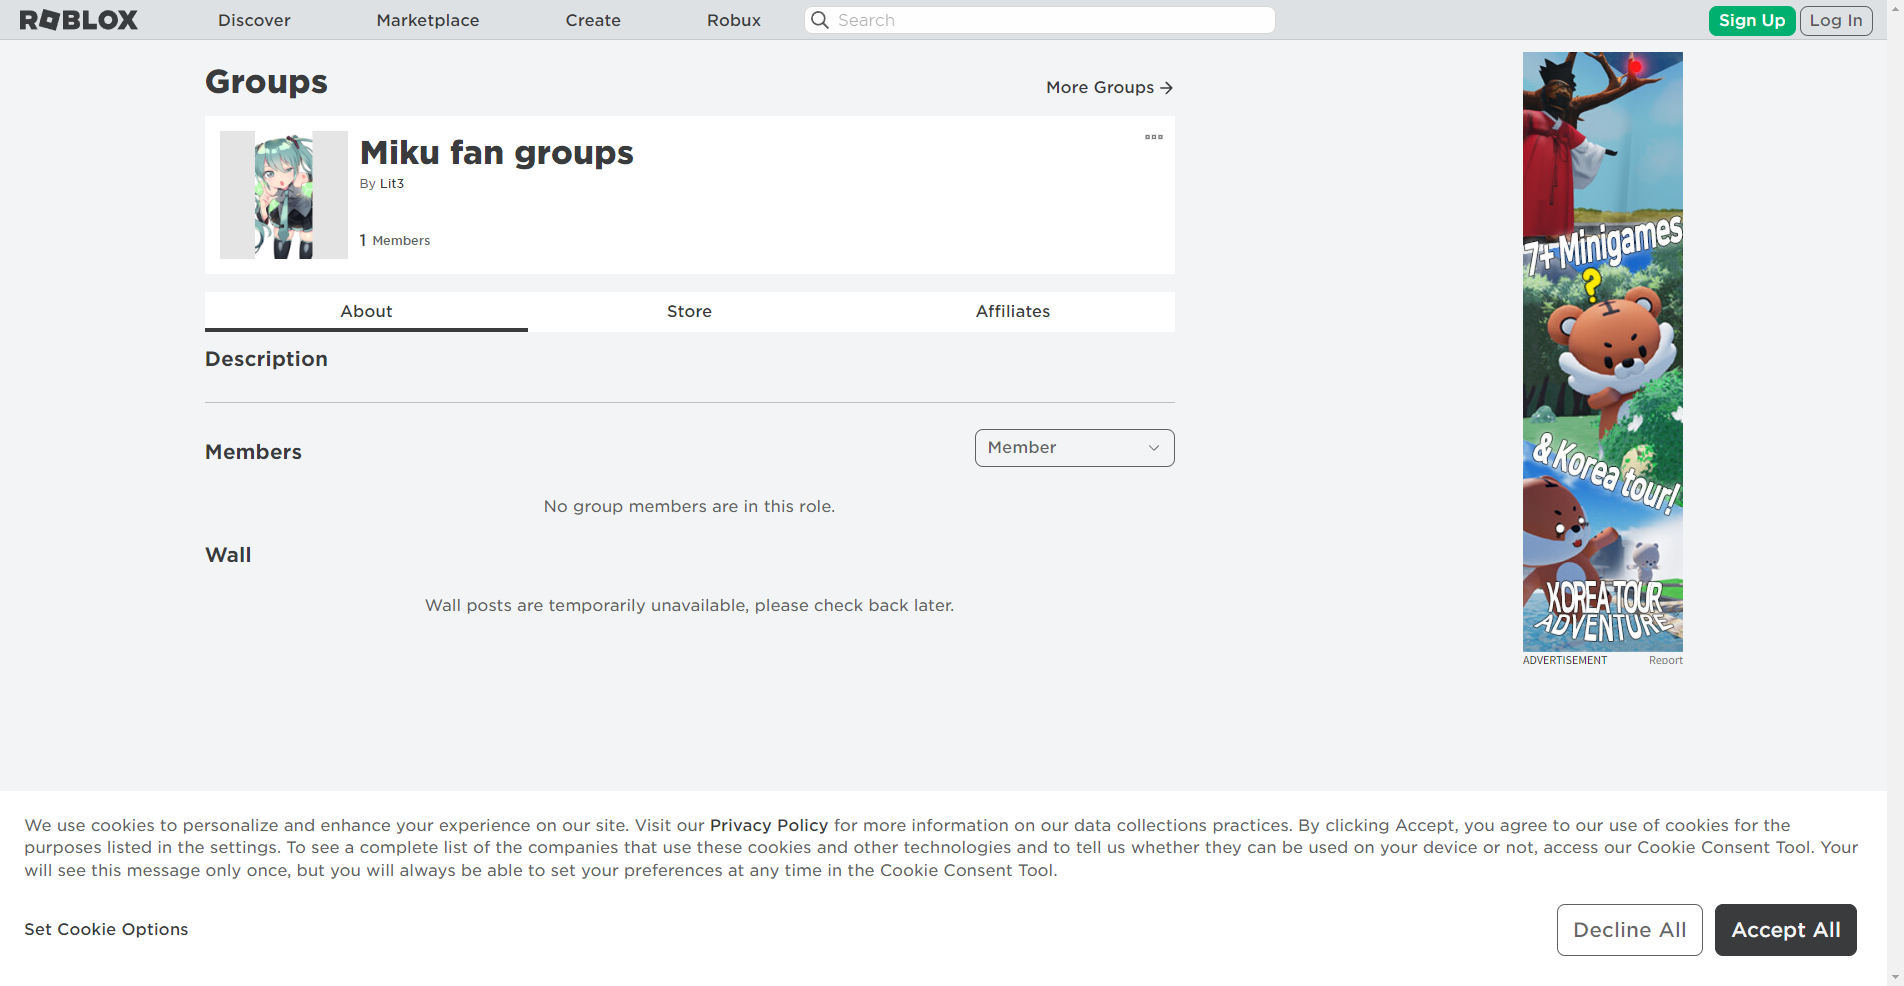 ROBLOX
Discover
Marketplace
Create
Robux
Search
Sign Up
Log In
Groups
More Groups
Miku fan groups
By Lit3
1 Members
About
Store
Affiliates
Description
Members
Member
No group members are in this role.
Wall
Wall posts are temporarily unavailable, please check back later.
7+ Minigames
?
& Korea tour!
KOREA TOUR
ADVENTURE
ADVERTISEMENT
Report
We use cookies to personalize and enhance your experience on our site. Visit our Privacy Policy for more information on our data collections practices. By clicking Accept, you agree to our use of cookies for the
purposes listed in the settings. To see a complete list of the companies that use these cookies and other technologies and to tell us whether they can be used on your device or not, access our Cookie Consent Tool. Your
will see this message only once, but you will always be able to set your preferences at any time in the Cookie Consent Tool.
Set Cookie Options
Decline All
Accept All